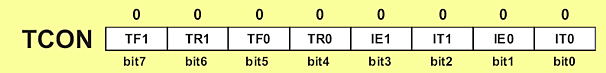 0 0 0 0 0 0 0 0
TCON TF1 TR1 TF0 TR0 IE1 IT1 IE0 IT0
bit7 bit6 bit5 bit4 bit3 bit2 bit1 bit0